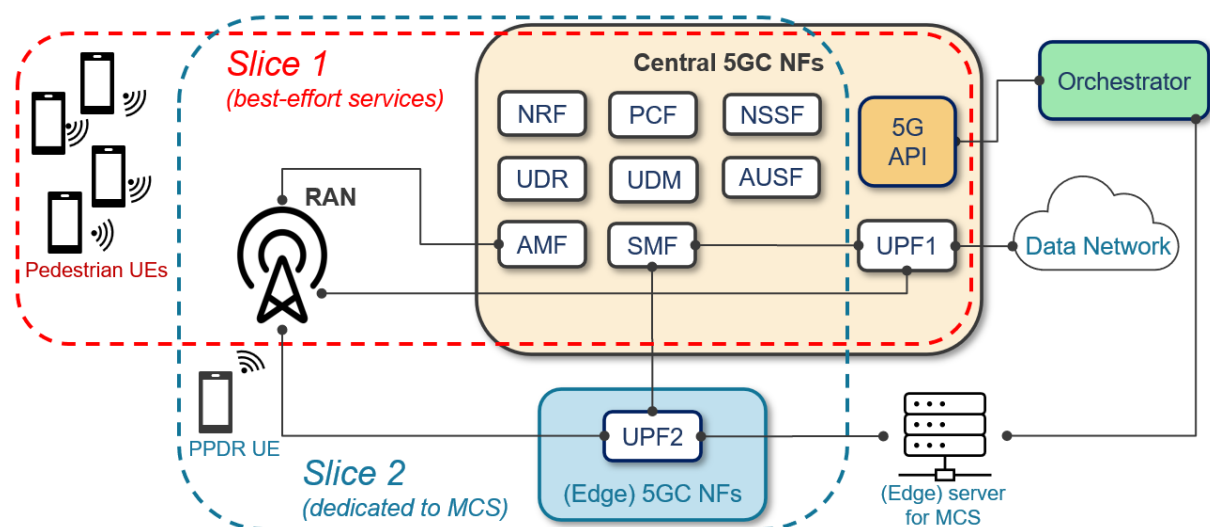 Slice 1
(best-effort services)
Central 5GC NFs
NRF
PCF
NSSF
5G
API
Orchestrator
UDR
UDM
AUSF
RAN
AMF
SMF
UPF1
Data Network
Pedestrian UEs
PPDR UE
UPF2
Slice 2
(dedicated to MCS)
(Edge) 5GC NFs
(Edge) server
for MCS